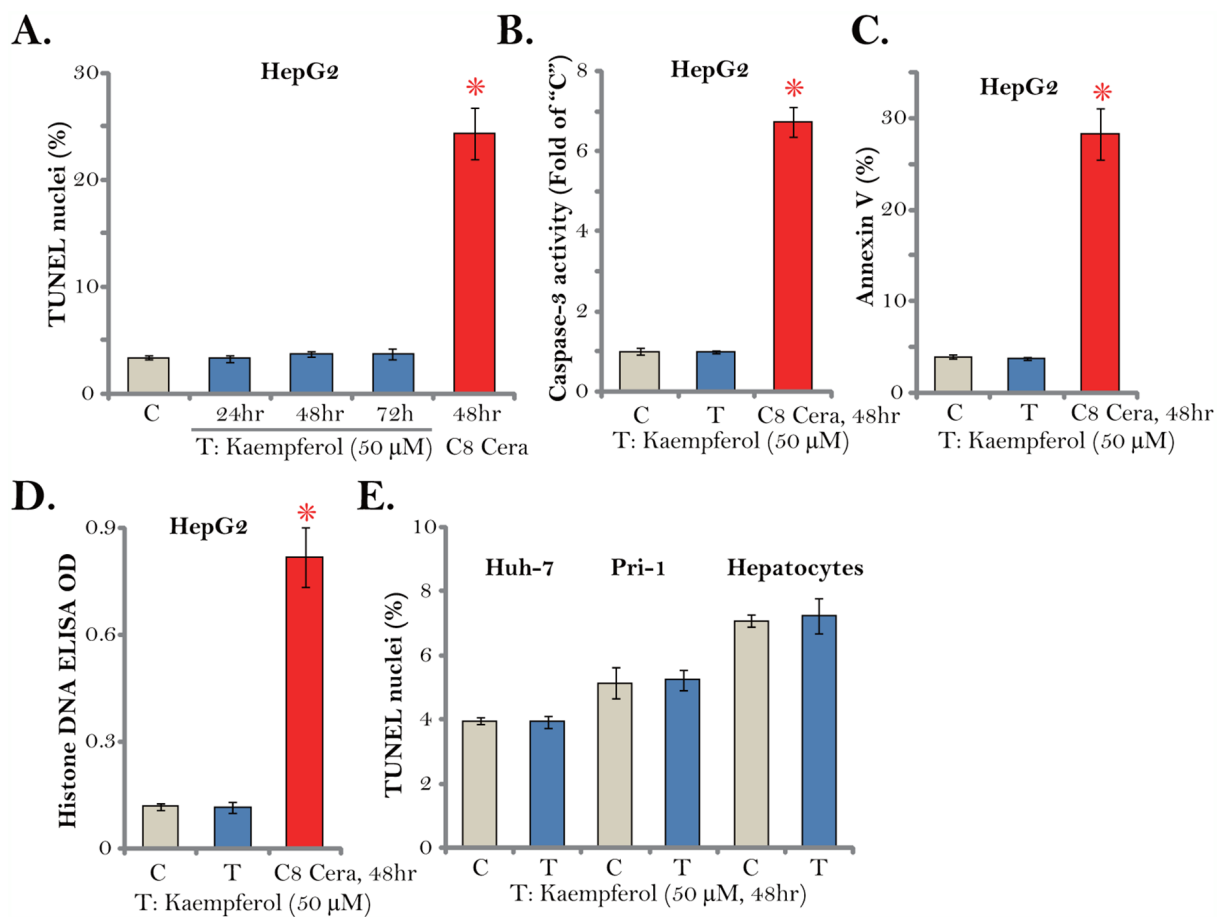 A.
HepG2
TUNEL nuclei (%)
30
20
10
0
C
24hr
48hr
72h
48hr
T: Kaempferol (50 µM)
C8 Cera
B.
HepG2
*
Caspase-3 activity (Fold of “C”)
8
6
4
2
0
C
T
C8 Cera, 48hr
T: Kaempferol (50 µM)
C.
HepG2
*
Annexin V (%)
30
20
10
0
C
T
C8 Cera, 48hr
T: Kaempferol (50 µM)
D.
HepG2
*
Histone DNA ELISA OD
0.9
0.6
0.3
0
C
T
C8 Cera, 48hr
T: Kaempferol (50 µM)
E.
Huh-7
Pri-1
Hepatocytes
TUNEL nuclei (%)
10
8
6
4
2
0
C
T
C
T
C
T
T: Kaempferol (50 µM, 48hr)